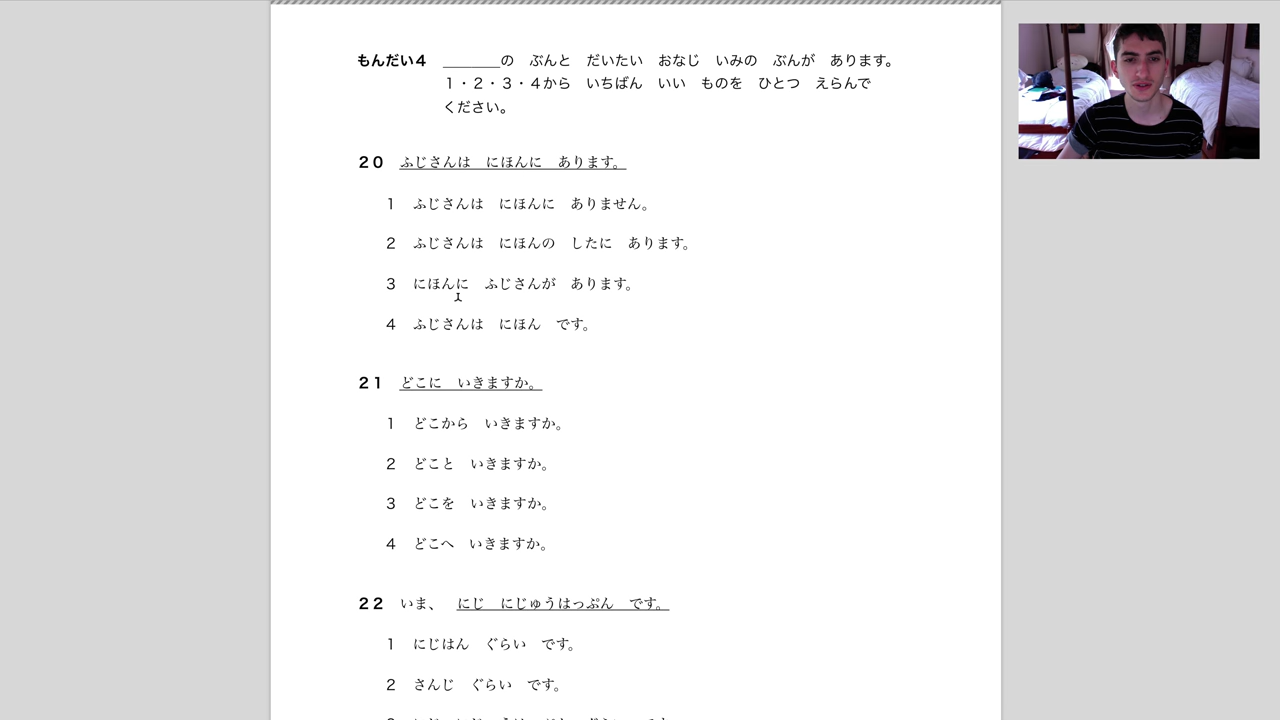 もんだい４　＿＿＿＿の　ぶんと　だいたい　おなじ　いみの　ぶんが　あります。
１・２・３・４から　いちばん　いい　ものを　ひとつ　えらんで
ください。
２０　ふじさんは　にほんに　あります。
１　ふじさんは　にほんに　ありません。
２　ふじさんは　にほんの　したに　あります。
３　にほんに　ふじさんが　あります。
４　ふじさんは　にほん　です。
２１　どこに　いきますか。
１　どこから　いきますか。
２　どこと　いきますか。
３　どこを　いきますか。
４　どこへ　いきますか。
２２　いま、　にじ　にじゅうはっぷん　です。
１　にじはん　ぐらい　です。
２　さんじ　ぐらい　です。